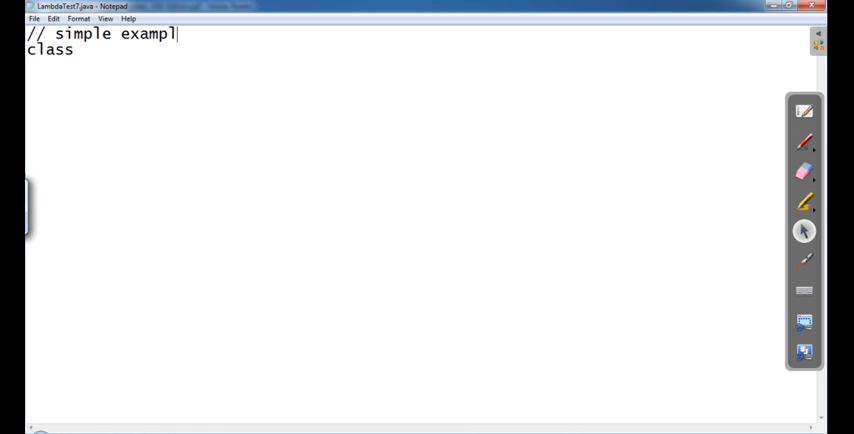 LambdaTest7.java - Notepad
File Edit Format View Help
// simple exampl
class